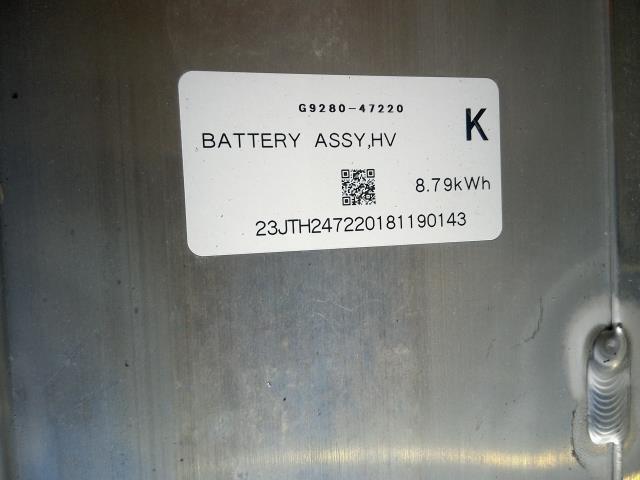 G9280-47220
K
BATTERY ASSY,HV
8.79kWh
23JTH247220181190143